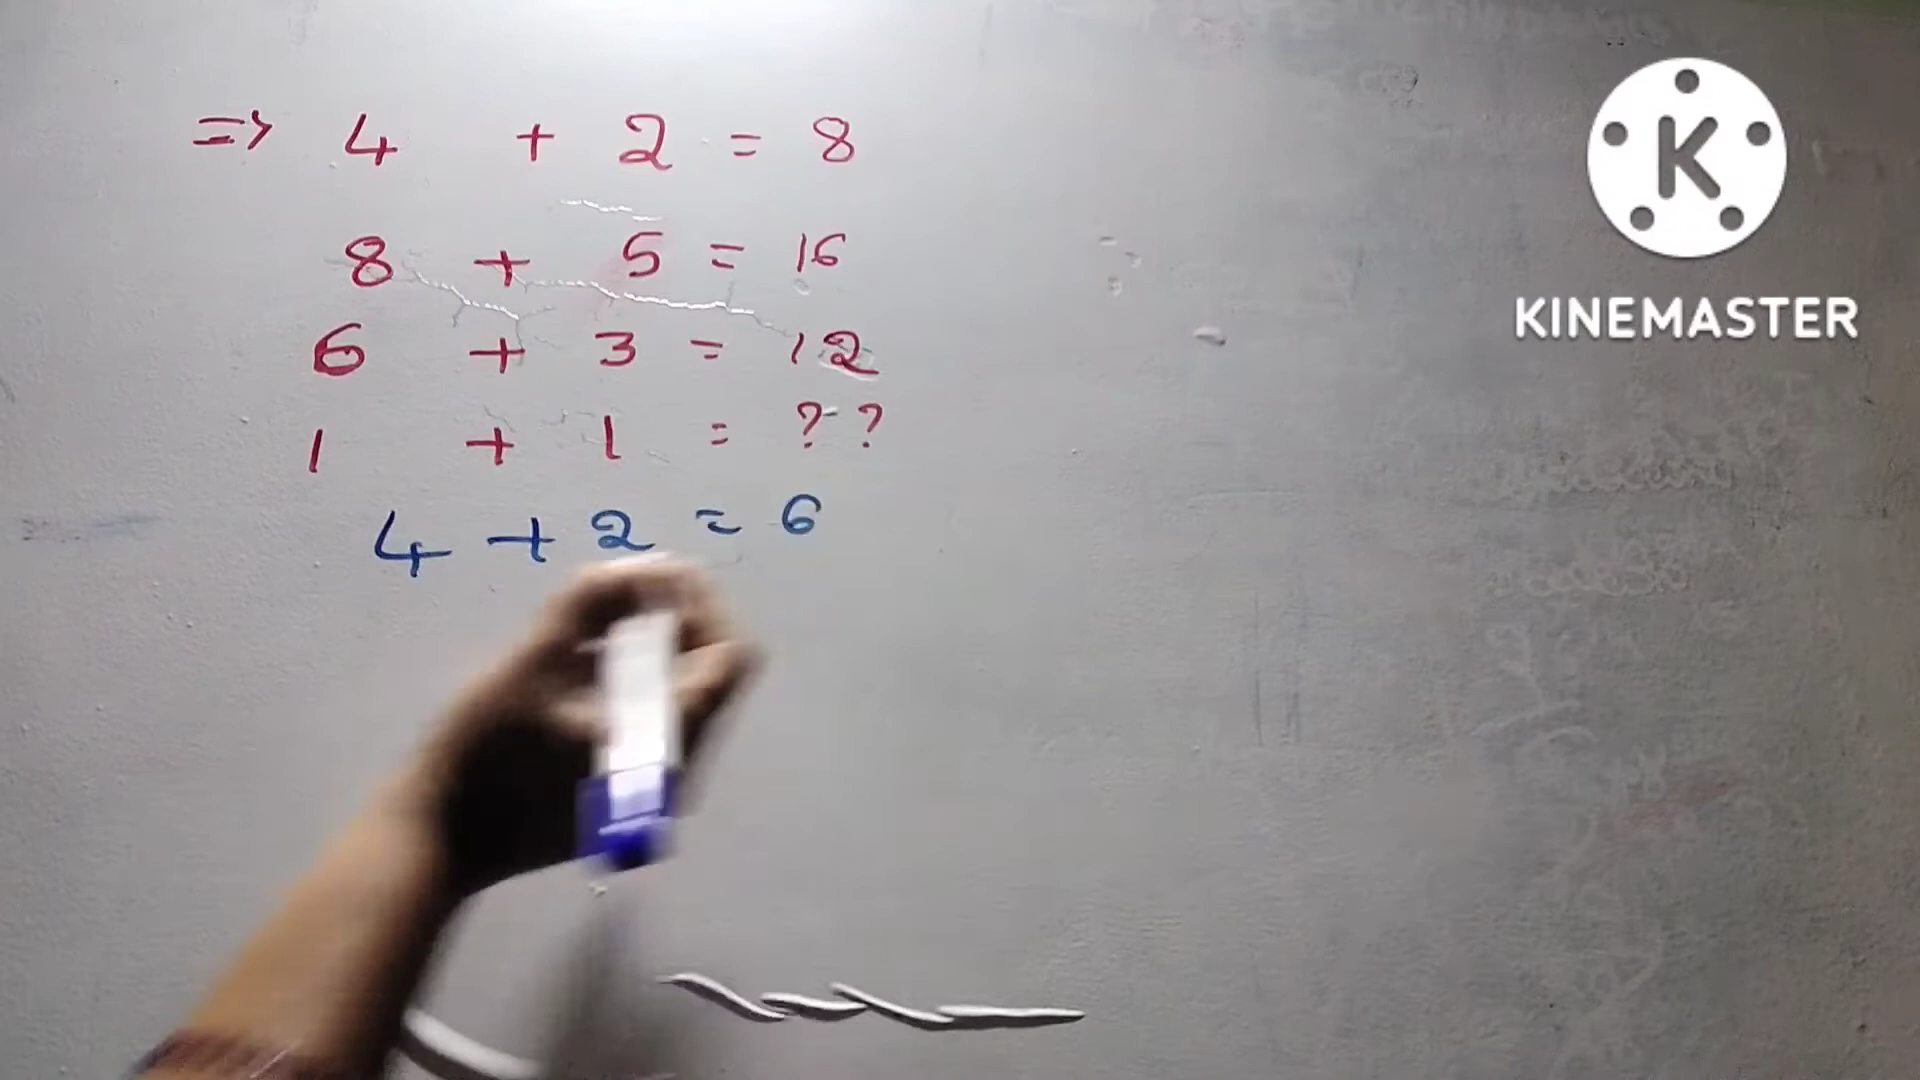 => 4 + 2 = 8
8 + 5 = 16
6 + 3 = 12
1 + 1 = ??
4 + 2 = 6
K
KINEMASTER